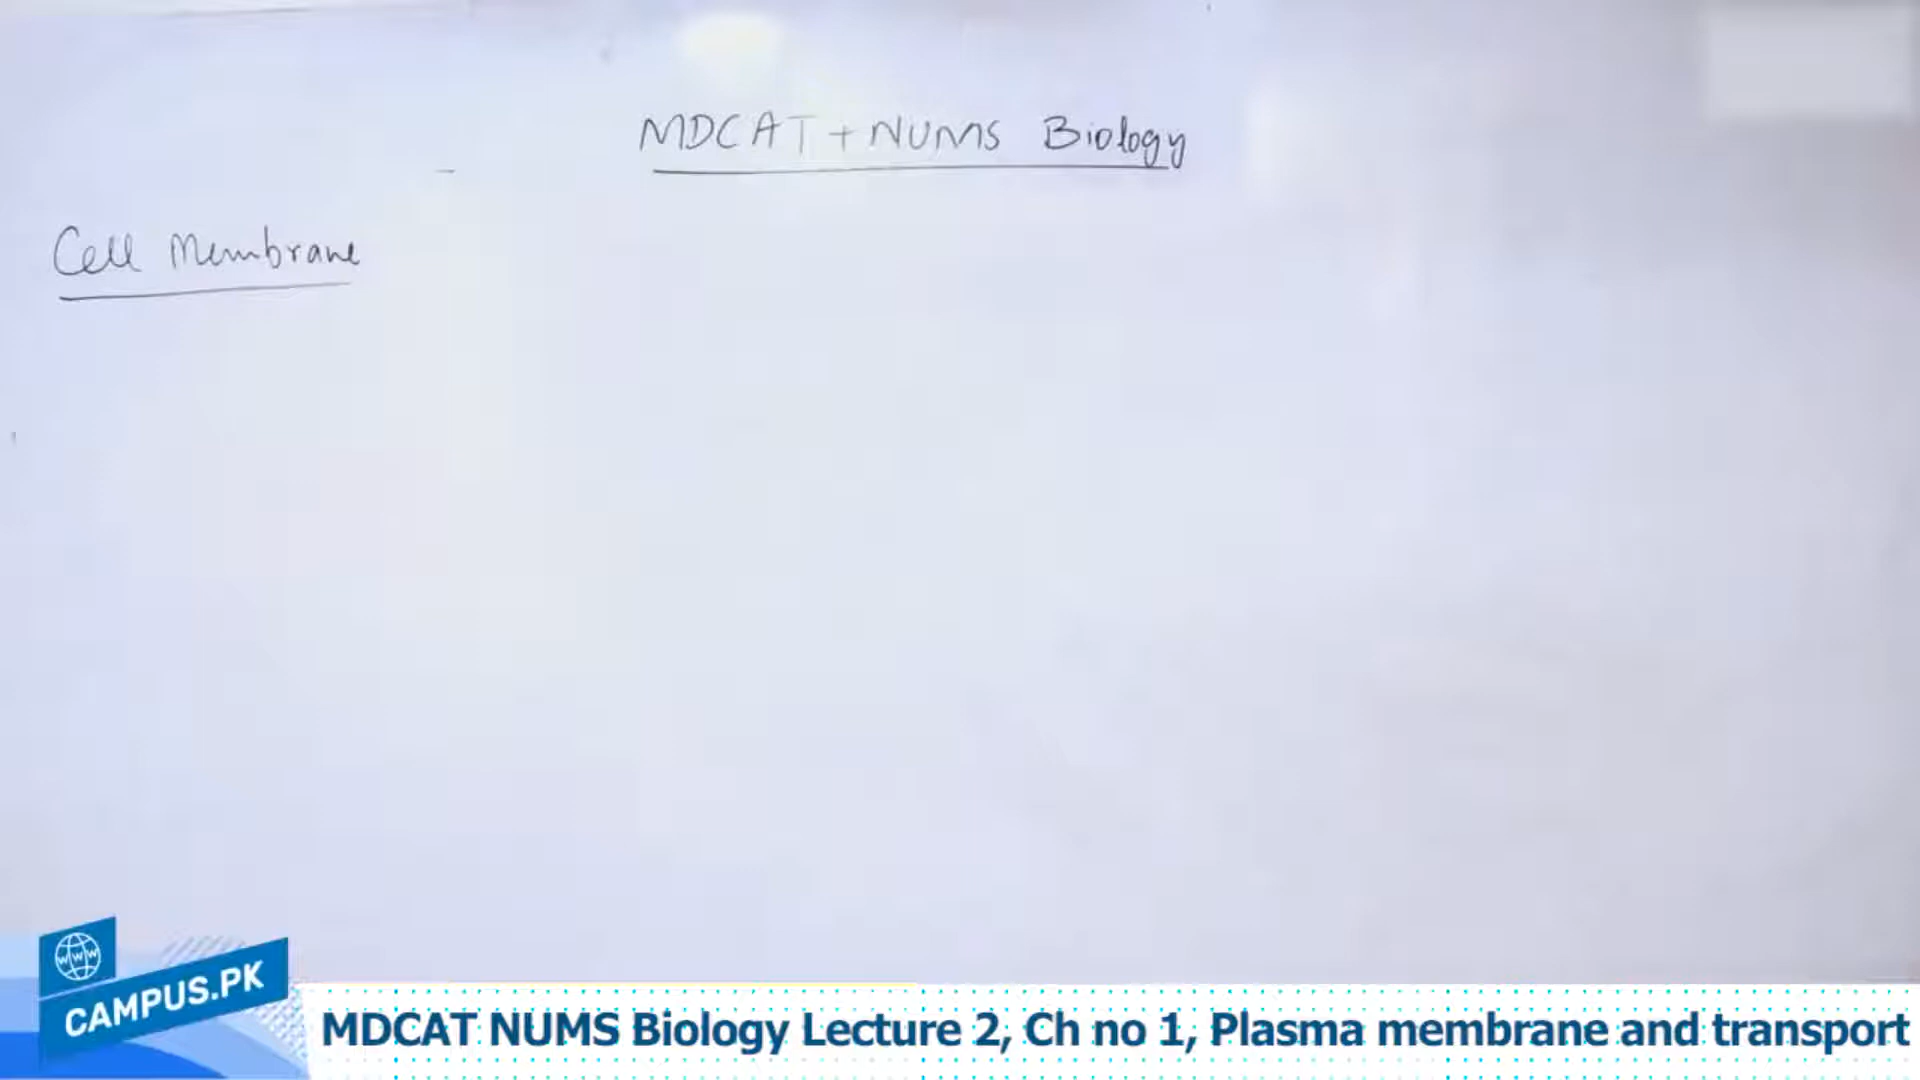 MDCAT + NUMS Biology
Cell Membrane
www
CAMPUS.PK
MDCAT NUMS Biology Lecture 2, Ch no 1, Plasma membrane and transport